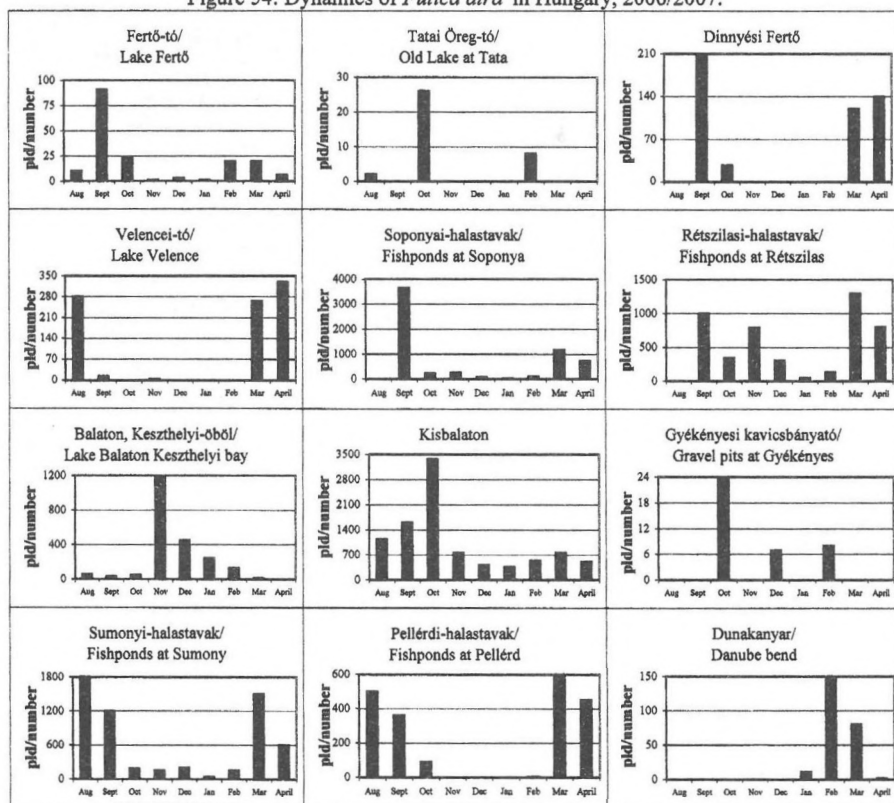 Figure Dynamics of Fulica atra in Hungary, 2006/2007.
Fertő-tó/
Lake Fertő
pld/number
100
75
50
25
0
Aug Sept Oct Nov Dec Jan Feb Mar April
Tatai Öreg-tó/
Old Lake at Tata
pld/number
30
20
10
0
Aug Sept Oct Nov Dec Jan Feb Mar April
Dinnyési Fertő
pld/number
210
140
70
0
Aug Sept Oct Nov Dec Jan Feb Mar April
Velencei-tó/
Lake Velence
pld/number
350
280
210
140
70
0
Aug Sept Oct Nov Dec Jan Feb Mar April
Soponyai-halastavak/
Fishponds at Soponya
pld/number
4000
3000
2000
1000
0
Aug Sept Oct Nov Dec Jan Feb Mar April
Rétszilasi-halastavak/
Fishponds at Rétszilas
pld/number
1500
1000
500
0
Aug Sept Oct Nov Dec Jan Feb Mar April
Balaton, Keszthelyi-öböl/
Lake Balaton Keszthelyi bay
pld/number
1200
800
400
0
Aug Sept Oct Nov Dec Jan Feb Mar April
Kisbalaton
pld/number
3500
2800
2100
1400
700
0
Aug Sept Oct Nov Dec Jan Feb Mar April
Gyékényesi kavicsbányató/
Gravel pits at Gyékényes
pld/number
24
18
12
6
0
Aug Sept Oct Nov Dec Jan Feb Mar April
Sumonyi-halastavak/
Fishponds at Sumony
pld/number
1800
1200
600
0
Aug Sept Oct Nov Dec Jan Feb Mar April
Pellérdi-halastavak/
Fishponds at Pellérd
pld/number
600
400
200
0
Aug Sept Oct Nov Dec Jan Feb Mar April
Dunakanyar/
Danube bend
pld/number
150
100
50
0
Aug Sept Oct Nov Dec Jan Feb Mar April